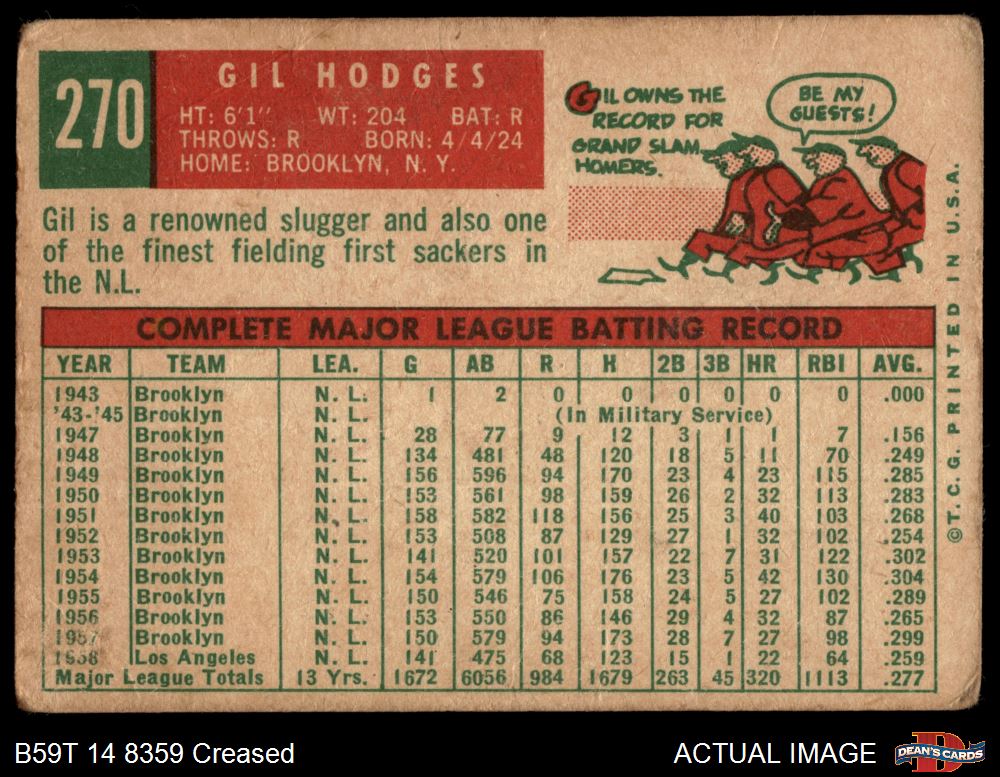 270
GIL HODGES
HT: 6'1" WT: 204 BAT: R
THROWS: R BORN: 4/4/24
HOME: BROOKLYN, N. Y.
GIL OWNS THE
RECORD FOR
GRAND SLAM
HOMERS.
BE MY
GUESTS!
Gil is a renowned slugger and also one
of the finest fielding first sackers in
the N.L.
COMPLETE MAJOR LEAGUE BATTING RECORD
YEAR TEAM LEA. G AB R H 2B 3B HR RBI AVG.
1943 Brooklyn N. L. 1 2 0 0 0 0 0 0 .000
'43-'45 Brooklyn N. L. (In Military Service)
1947 Brooklyn N. L. 28 77 9 12 3 1 1 7 .156
1948 Brooklyn N. L. 134 481 48 120 18 5 11 70 .249
1949 Brooklyn N. L. 156 596 94 170 23 4 23 115 .285
1950 Brooklyn N. L. 153 561 98 159 26 2 32 113 .283
1951 Brooklyn N. L. 158 582 118 156 25 3 40 103 .268
1952 Brooklyn N. L. 153 508 87 129 27 1 32 102 .254
1953 Brooklyn N. L. 141 520 101 157 22 7 31 122 .302
1954 Brooklyn N. L. 154 579 106 176 23 5 42 130 .304
1955 Brooklyn N. L. 150 546 75 158 24 5 27 102 .289
1956 Brooklyn N. L. 153 550 86 146 29 4 32 87 .265
1957 Brooklyn N. L. 150 579 94 173 28 7 27 98 .299
1958 Los Angeles N. L. 141 475 68 123 15 1 22 64 .259
Major League Totals 13 Yrs. 1672 6056 984 1679 263 45 320 1113 .277
©T. C. G. PRINTED IN U.S.A.
B59T 14 8359 Creased
ACTUAL IMAGE
DEAN'S CARDS